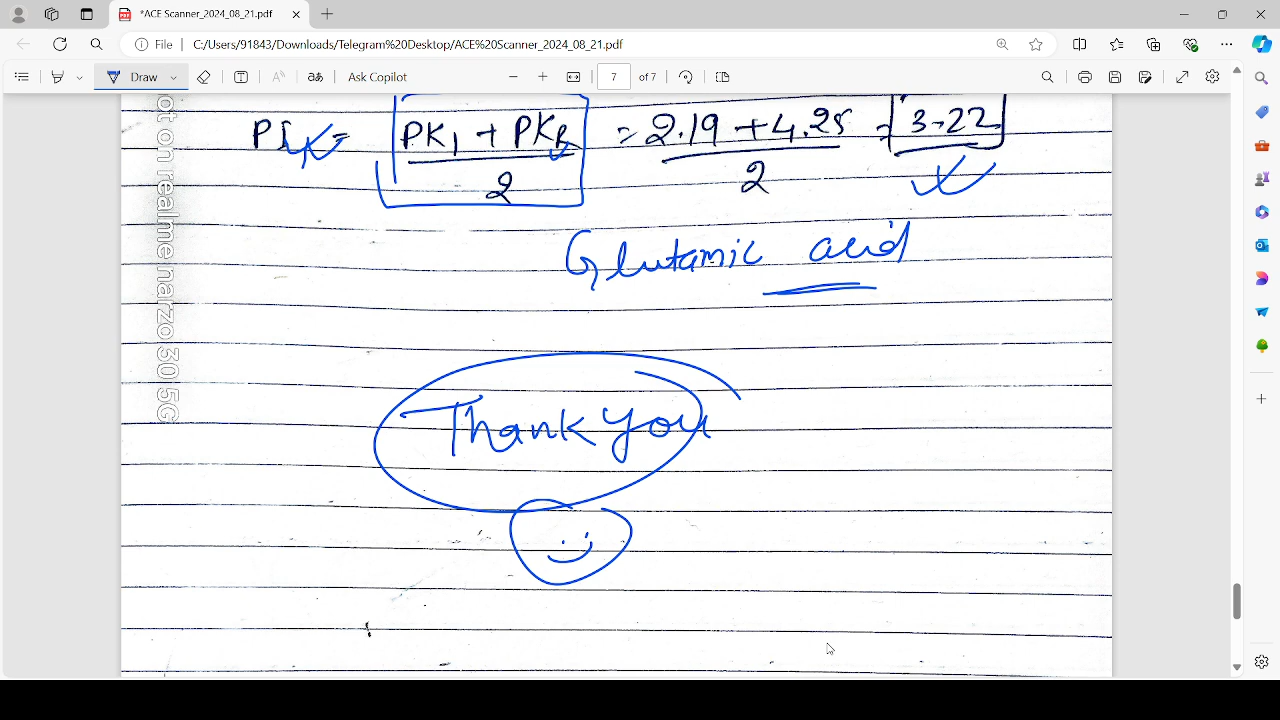 *ACE Scanner_2024_08_21.pdf
File
C:/Users/91843/Downloads/Telegram%20Desktop/ACE%20Scanner_2024_08_21.pdf
Draw
Ask Copilot
7 of 7
ot on realme narzo 30 5G
PI = PK1 + PKR / 2 = 2.19 + 4.25 / 2 = 3.22
Glutamic acid
Thank you